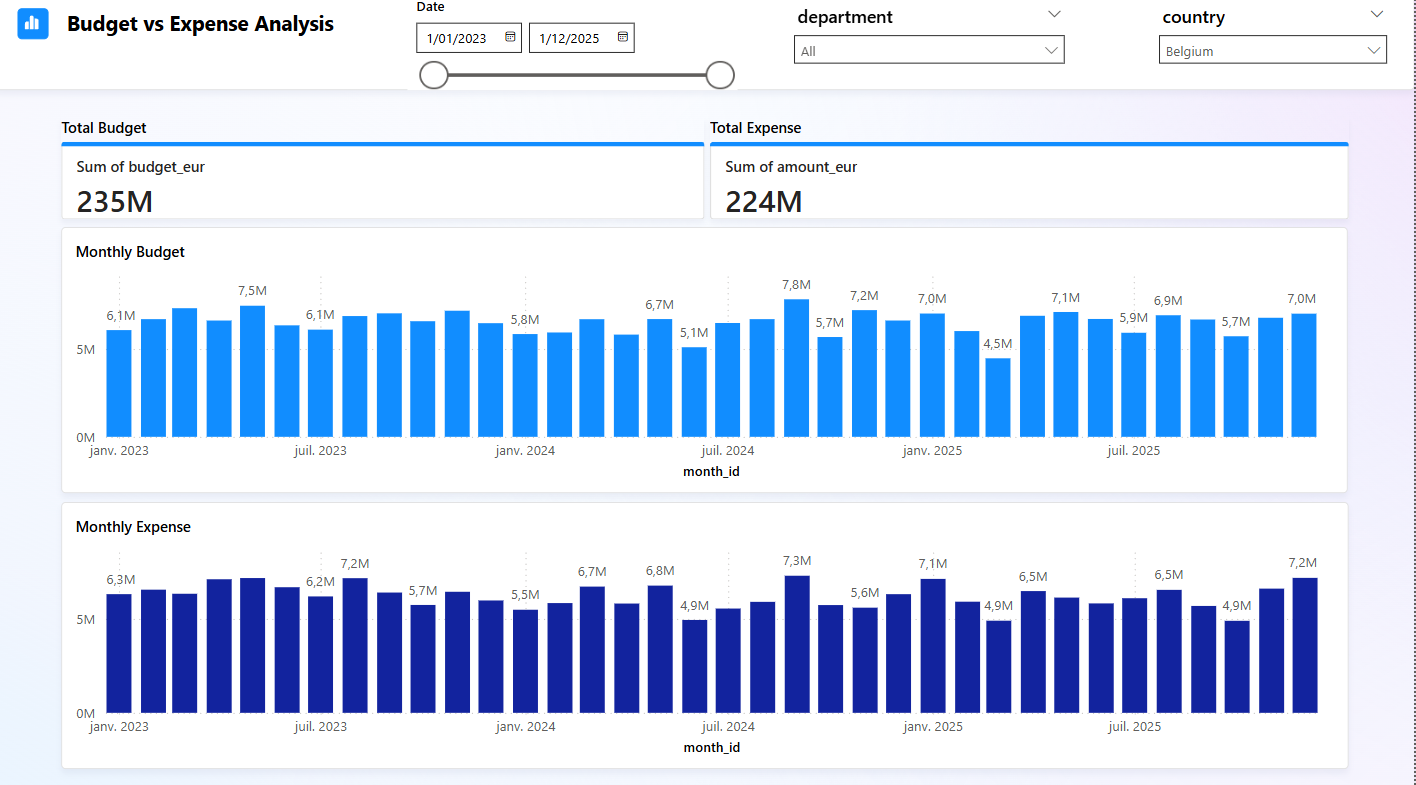 Budget vs Expense Analysis
Date
1/01/2023
1/12/2025
department
All
country
Belgium
Total Budget
Sum of budget_eur
235M
Total Expense
Sum of amount_eur
224M
Monthly Budget
6,1M 7,5M 6,1M 5,8M 6,7M 5,1M 7,8M 5,7M 7,2M 7,0M 4,5M 7,1M 5,9M 6,9M 5,7M 7,0M
5M
0M
janv. 2023 juil. 2023 janv. 2024 juil. 2024 janv. 2025 juil. 2025
month_id
Monthly Expense
6,3M 6,2M 7,2M 5,7M 5,5M 6,7M 6,8M 4,9M 7,3M 5,6M 7,1M 4,9M 6,5M 6,5M 4,9M 7,2M
5M
0M
janv. 2023 juil. 2023 janv. 2024 juil. 2024 janv. 2025 juil. 2025
month_id